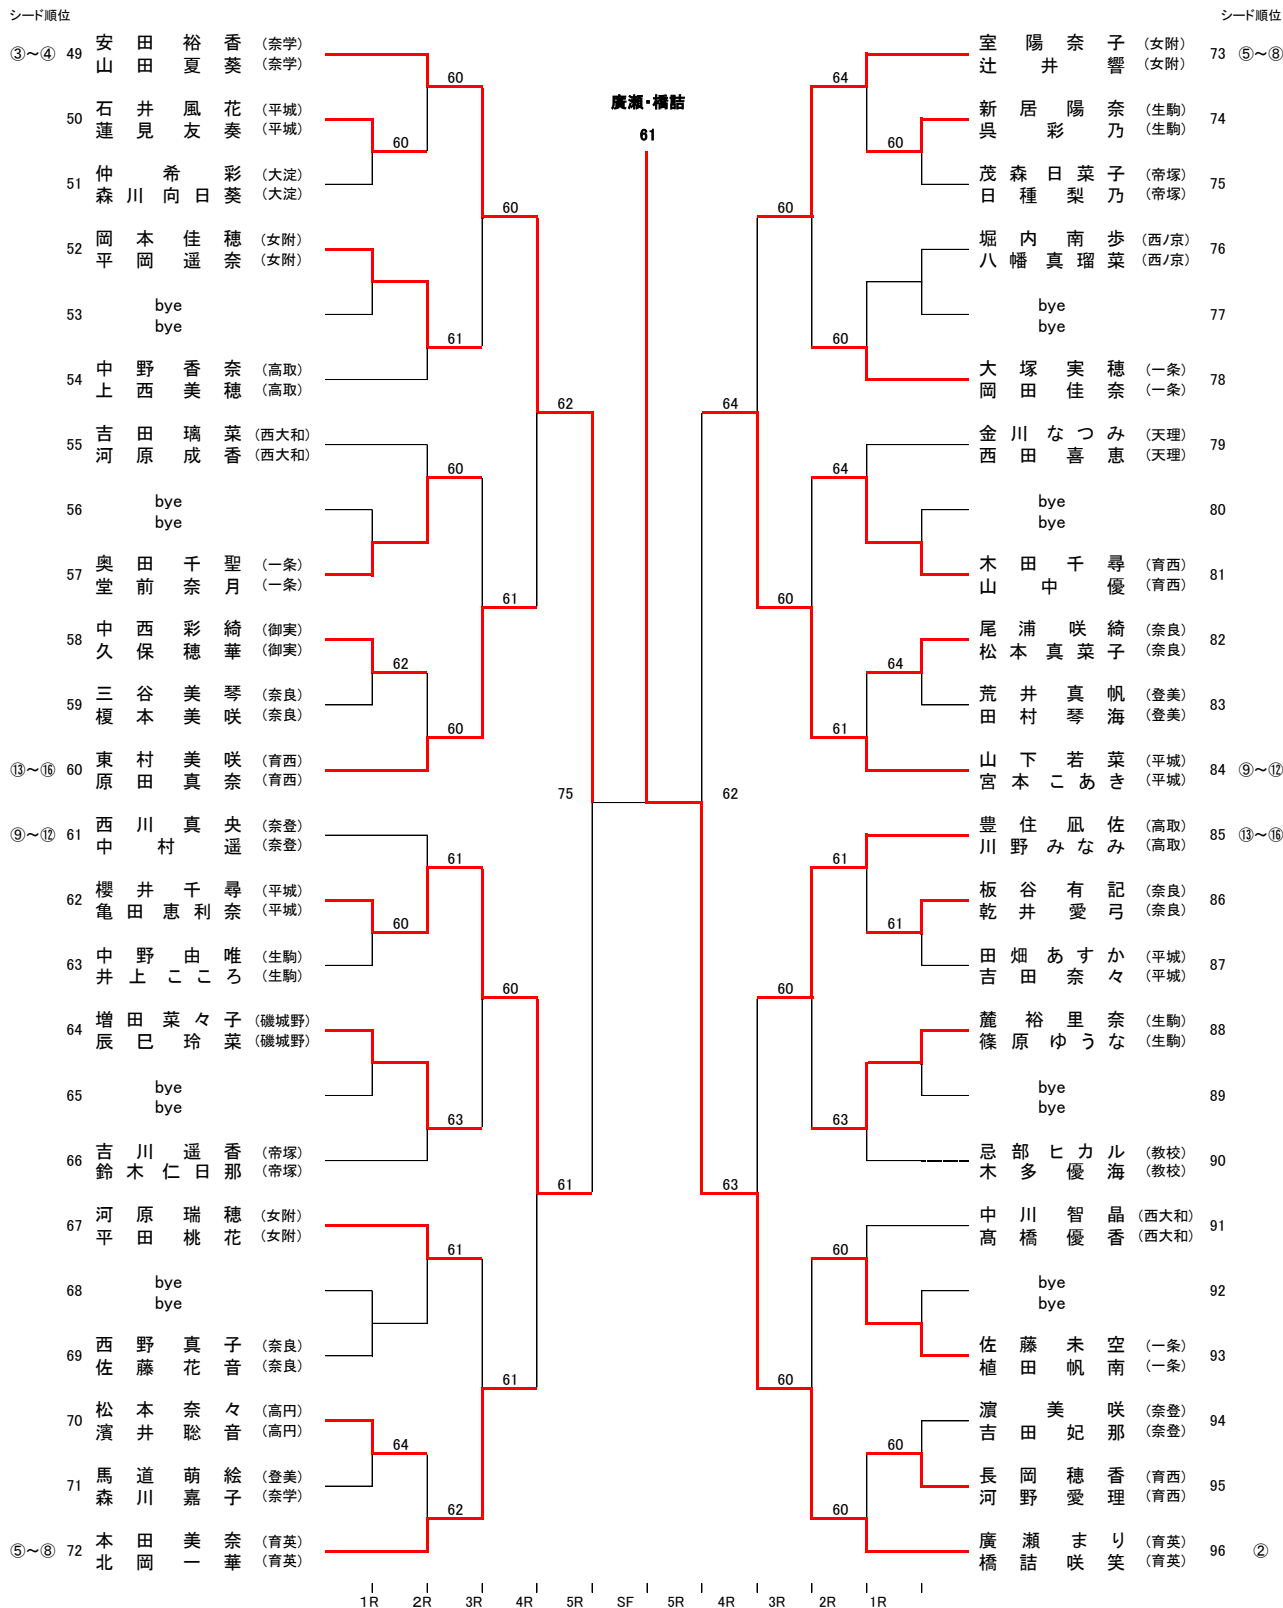 シード順位
シード順位
③～④ 49 安田裕香 (奈学)
山田夏葵 (奈学)
50 石井風花 (平城)
蓮見友奏 (平城)
51 仲希彩 (大淀)
森川向日葵 (大淀)
52 岡本佳穂 (女附)
平岡遥奈 (女附)
53 bye
bye
54 中野香奈 (高取)
上西美穂 (高取)
55 吉田璃菜 (西大和)
河原成香 (西大和)
56 bye
bye
57 奥田千聖 (一条)
堂前奈月 (一条)
58 中西彩綺 (御実)
久保穂華 (御実)
59 三谷美琴 (奈良)
榎本美咲 (奈良)
⑬～⑯ 60 東村美咲 (育西)
原田真奈 (育西)
⑨～⑫ 61 西川真央 (奈登)
中村遥 (奈登)
62 櫻井千尋 (平城)
亀田恵利奈 (平城)
63 中野由唯 (生駒)
井上こころ (生駒)
64 増田菜々子 (磯城野)
辰巳玲菜 (磯城野)
65 bye
bye
66 吉川遥香 (帝塚)
鈴木仁日那 (帝塚)
67 河原瑞穂 (女附)
平田桃花 (女附)
68 bye
bye
69 西野真子 (奈良)
佐藤花音 (奈良)
70 松本奈々 (高円)
濱井聡音 (高円)
71 馬道萌絵 (登美)
森川嘉子 (奈学)
⑤～⑧ 72 本田美奈 (育英)
北岡一華 (育英)
60
60
60
61
62
60
61
62
60
75
61
60
60
63
61
61
61
64
62
廣瀬・橋詰
61
64
60
60
60
64
64
60
64
61
62
61
61
60
63
63
60
60
60
60
室陽奈子 (女附) 73 ⑤～⑧
辻井響 (女附)
新居陽奈 (生駒) 74
呉彩乃 (生駒)
茂森日菜子 (帝塚) 75
日種梨乃 (帝塚)
堀内南歩 (西ﾉ京) 76
八幡真瑠菜 (西ﾉ京)
bye 77
bye
大塚実穂 (一条) 78
岡田佳奈 (一条)
金川なつみ (天理) 79
西田喜恵 (天理)
bye 80
bye
木田千尋 (育西) 81
山中優 (育西)
尾浦咲綺 (奈良) 82
松本真菜子 (奈良)
荒井真帆 (登美) 83
田村琴海 (登美)
山下若菜 (平城) 84 ⑨～⑫
宮本こあき (平城)
豊住凪佐 (高取) 85 ⑬～⑯
川野みなみ (高取)
板谷有記 (奈良) 86
乾井愛弓 (奈良)
田畑あすか (平城) 87
吉田奈々 (平城)
麓裕里奈 (生駒) 88
篠原ゆうな (生駒)
bye 89
bye
忌部ヒカル (教校) 90
木多優海 (教校)
中川智晶 (西大和) 91
髙橋優香 (西大和)
bye 92
bye
佐藤未空 (一条) 93
植田帆南 (一条)
濵美咲 (奈登) 94
吉田妃那 (奈登)
長岡穂香 (育西) 95
河野愛理 (育西)
廣瀬まり (育英) 96 ②
橋詰咲笑 (育英)
1R 2R 3R 4R 5R SF 5R 4R 3R 2R 1R